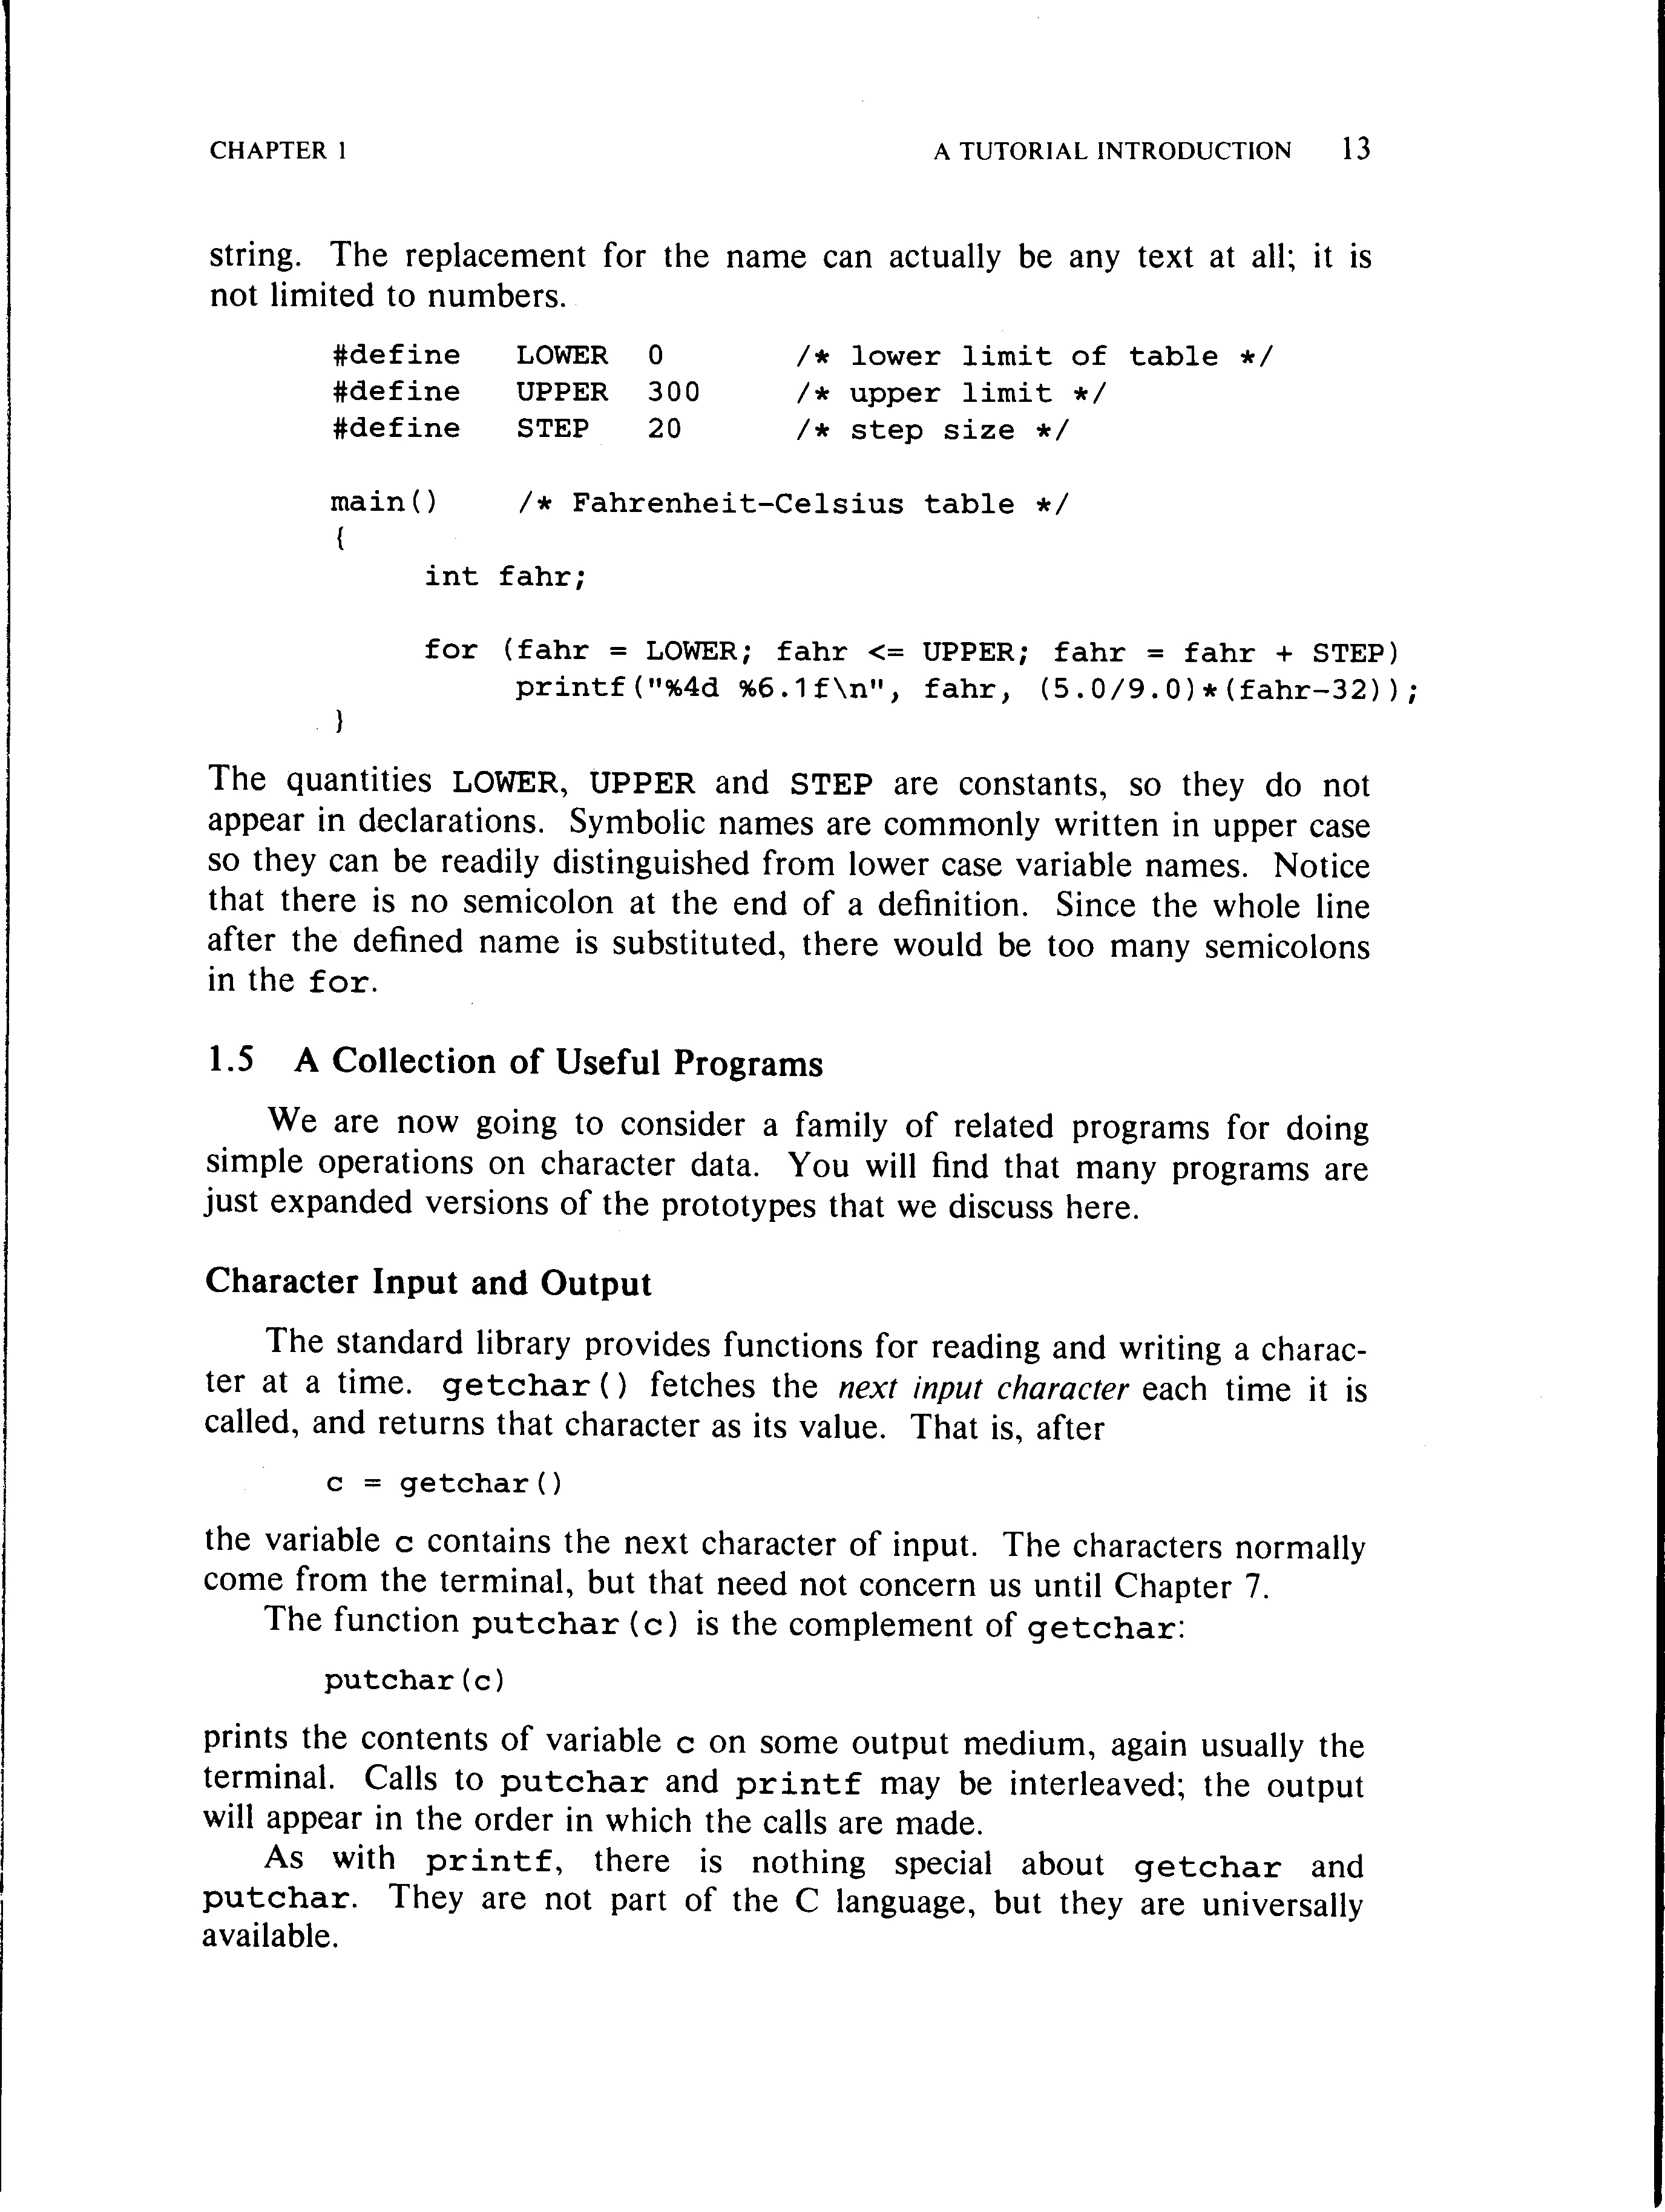 CHAPTER 1 A TUTORIAL INTRODUCTION 13
string. The replacement for the name can actually be any text at all; it is
not limited to numbers.
#define LOWER 0 /* lower limit of table */
#define UPPER 300 /* upper limit */
#define STEP 20 /* step size */
main() /* Fahrenheit-Celsius table */
{
int fahr;
for (fahr = LOWER; fahr <= UPPER; fahr = fahr + STEP)
printf("%4d %6.1f\n", fahr, (5.0/9.0)*(fahr-32));
}
The quantities LOWER, UPPER and STEP are constants, so they do not
appear in declarations. Symbolic names are commonly written in upper case
so they can be readily distinguished from lower case variable names. Notice
that there is no semicolon at the end of a definition. Since the whole line
after the defined name is substituted, there would be too many semicolons
in the for.
1.5 A Collection of Useful Programs
We are now going to consider a family of related programs for doing
simple operations on character data. You will find that many programs are
just expanded versions of the prototypes that we discuss here.
Character Input and Output
The standard library provides functions for reading and writing a charac-
ter at a time. getchar() fetches the next input character each time it is
called, and returns that character as its value. That is, after
c = getchar()
the variable c contains the next character of input. The characters normally
come from the terminal, but that need not concern us until Chapter 7.
The function putchar(c) is the complement of getchar:
putchar(c)
prints the contents of variable c on some output medium, again usually the
terminal. Calls to putchar and printf may be interleaved; the output
will appear in the order in which the calls are made.
As with printf, there is nothing special about getchar and
putchar. They are not part of the C language, but they are universally
available.